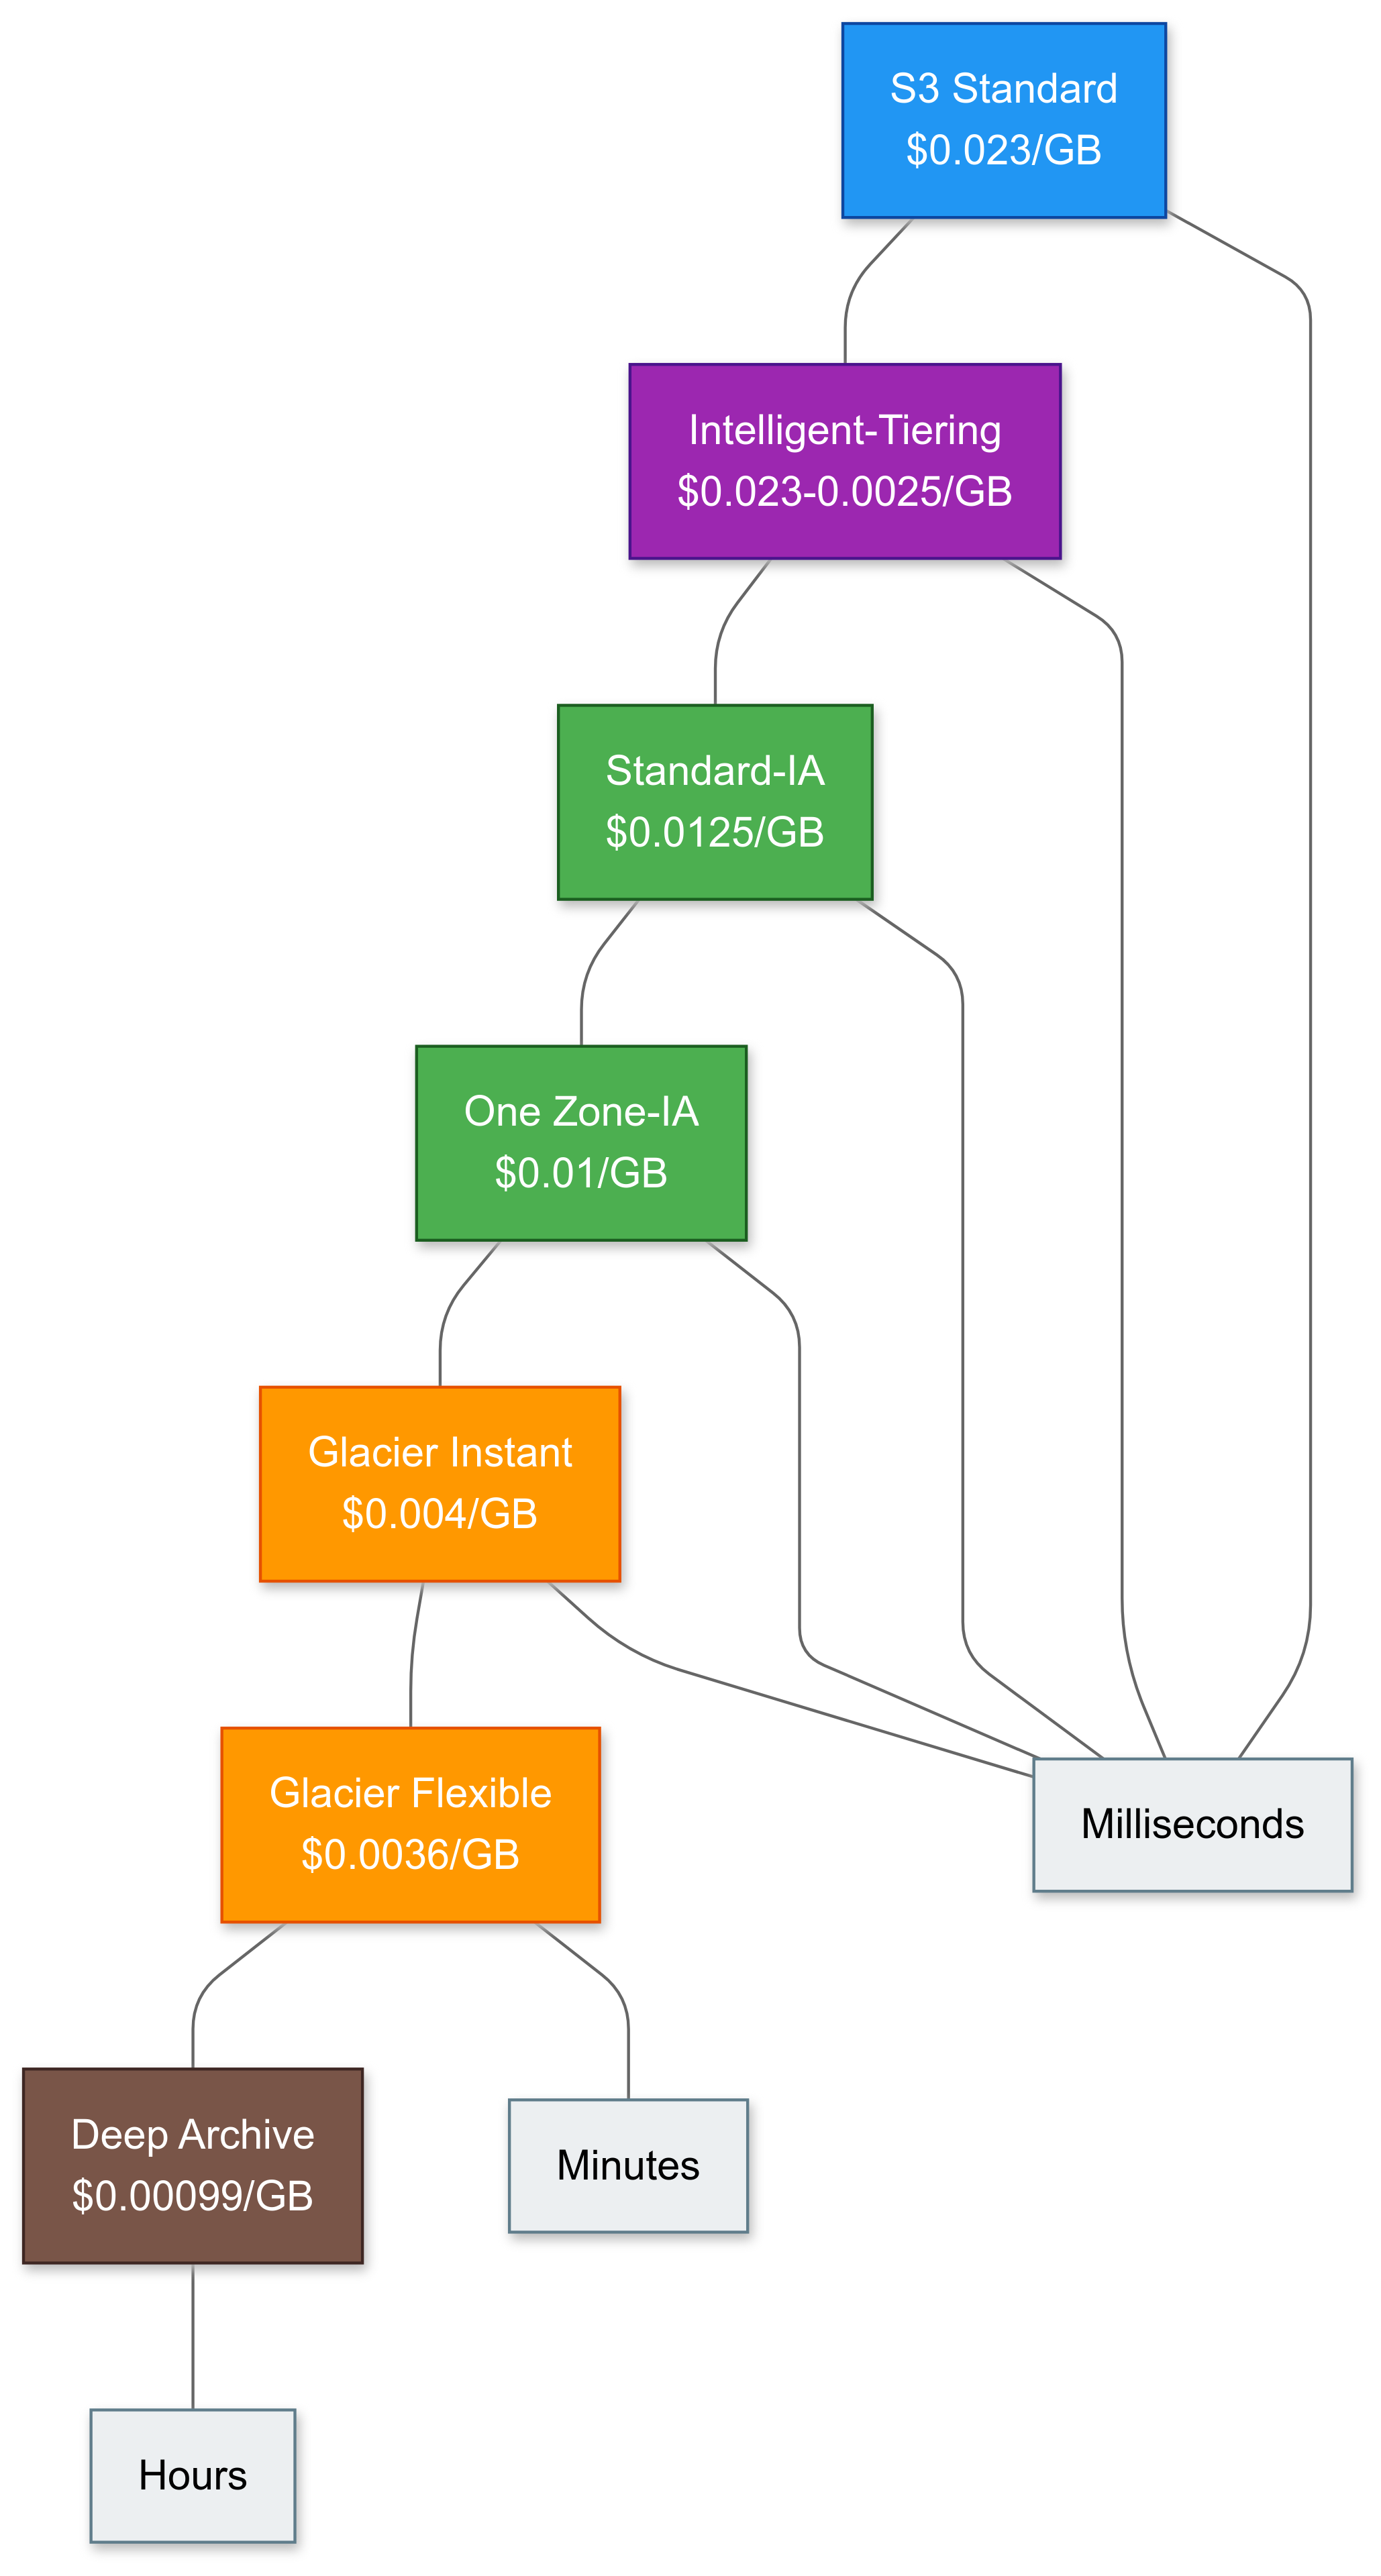 S3 Standard
$0.023/GB
Intelligent-Tiering
$0.023-0.0025/GB
Standard-IA
$0.0125/GB
One Zone-IA
$0.01/GB
Glacier Instant
$0.004/GB
Glacier Flexible
$0.0036/GB
Milliseconds
Deep Archive
$0.00099/GB
Minutes
Hours